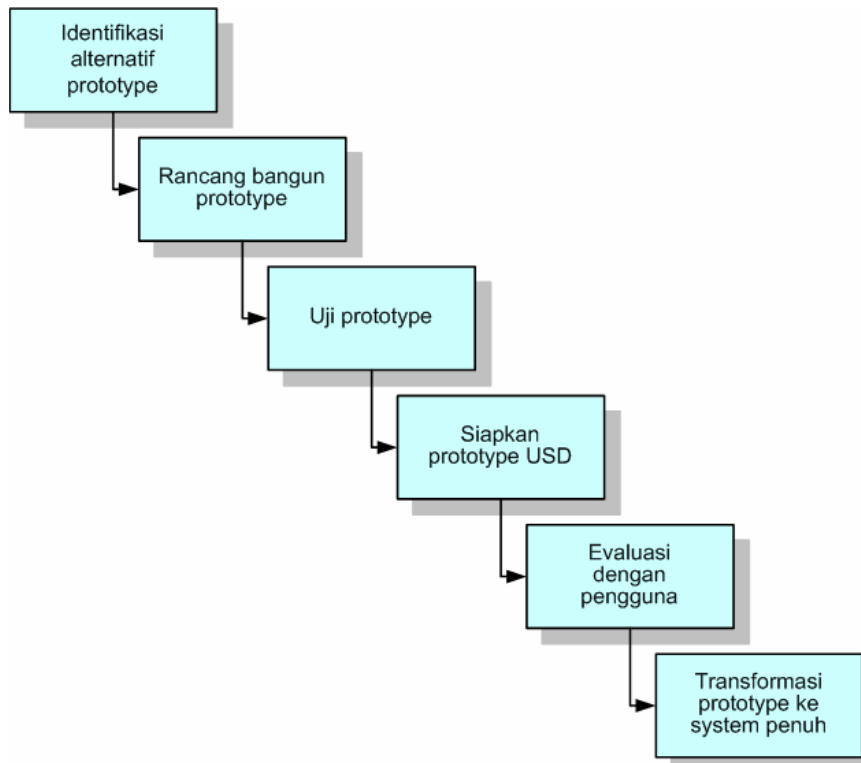 Identifikasi
alternatif
prototype
Rancang bangun
prototype
Uji prototype
Siapkan
prototype USD
Evaluasi
dengan
pengguna
Transformasi
prototype ke
system penuh